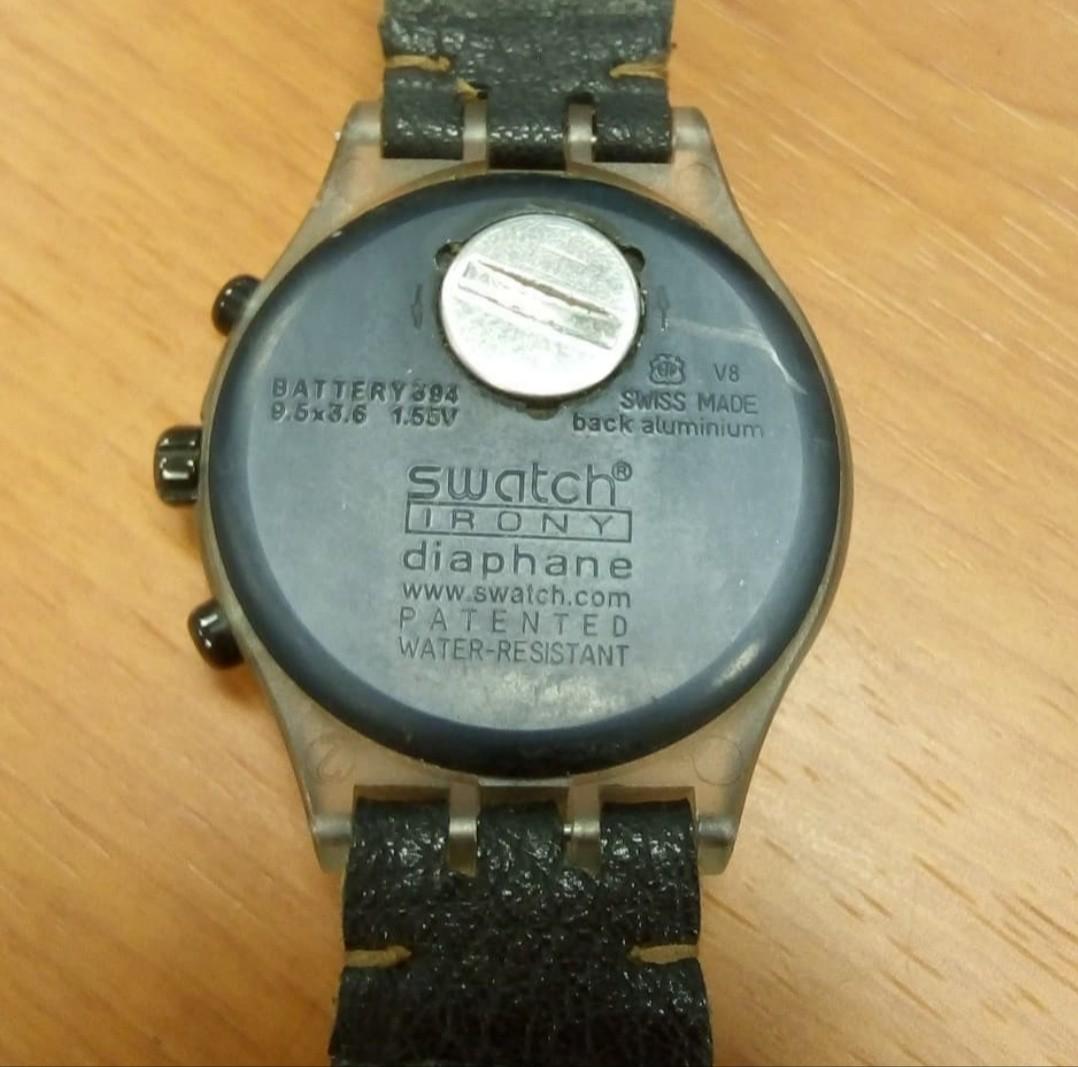 BATTERY 394
9.5x3.6 1.55V
V8
SWISS MADE
back aluminium
swatch®
IRONY
diaphane
www.swatch.com
PATENTED
WATER-RESISTANT